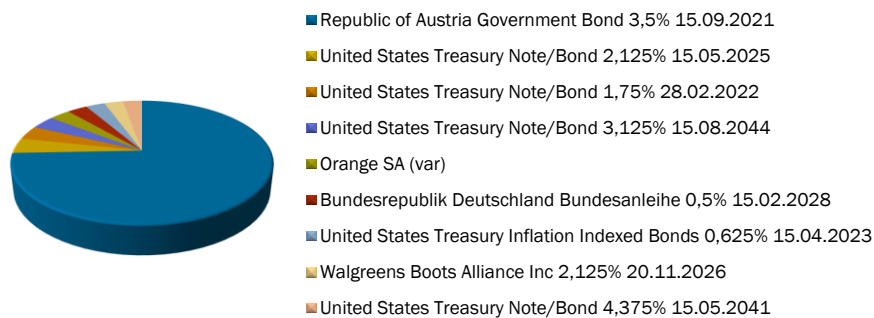 Republic of Austria Government Bond 3,5% 15.09.2021
United States Treasury Note/Bond 2,125% 15.05.2025
United States Treasury Note/Bond 1,75% 28.02.2022
United States Treasury Note/Bond 3,125% 15.08.2044
Orange SA (var)
Bundesrepublik Deutschland Bundesanleihe 0,5% 15.02.2028
United States Treasury Inflation Indexed Bonds 0,625% 15.04.2023
Walgreens Boots Alliance Inc 2,125% 20.11.2026
United States Treasury Note/Bond 4,375% 15.05.2041